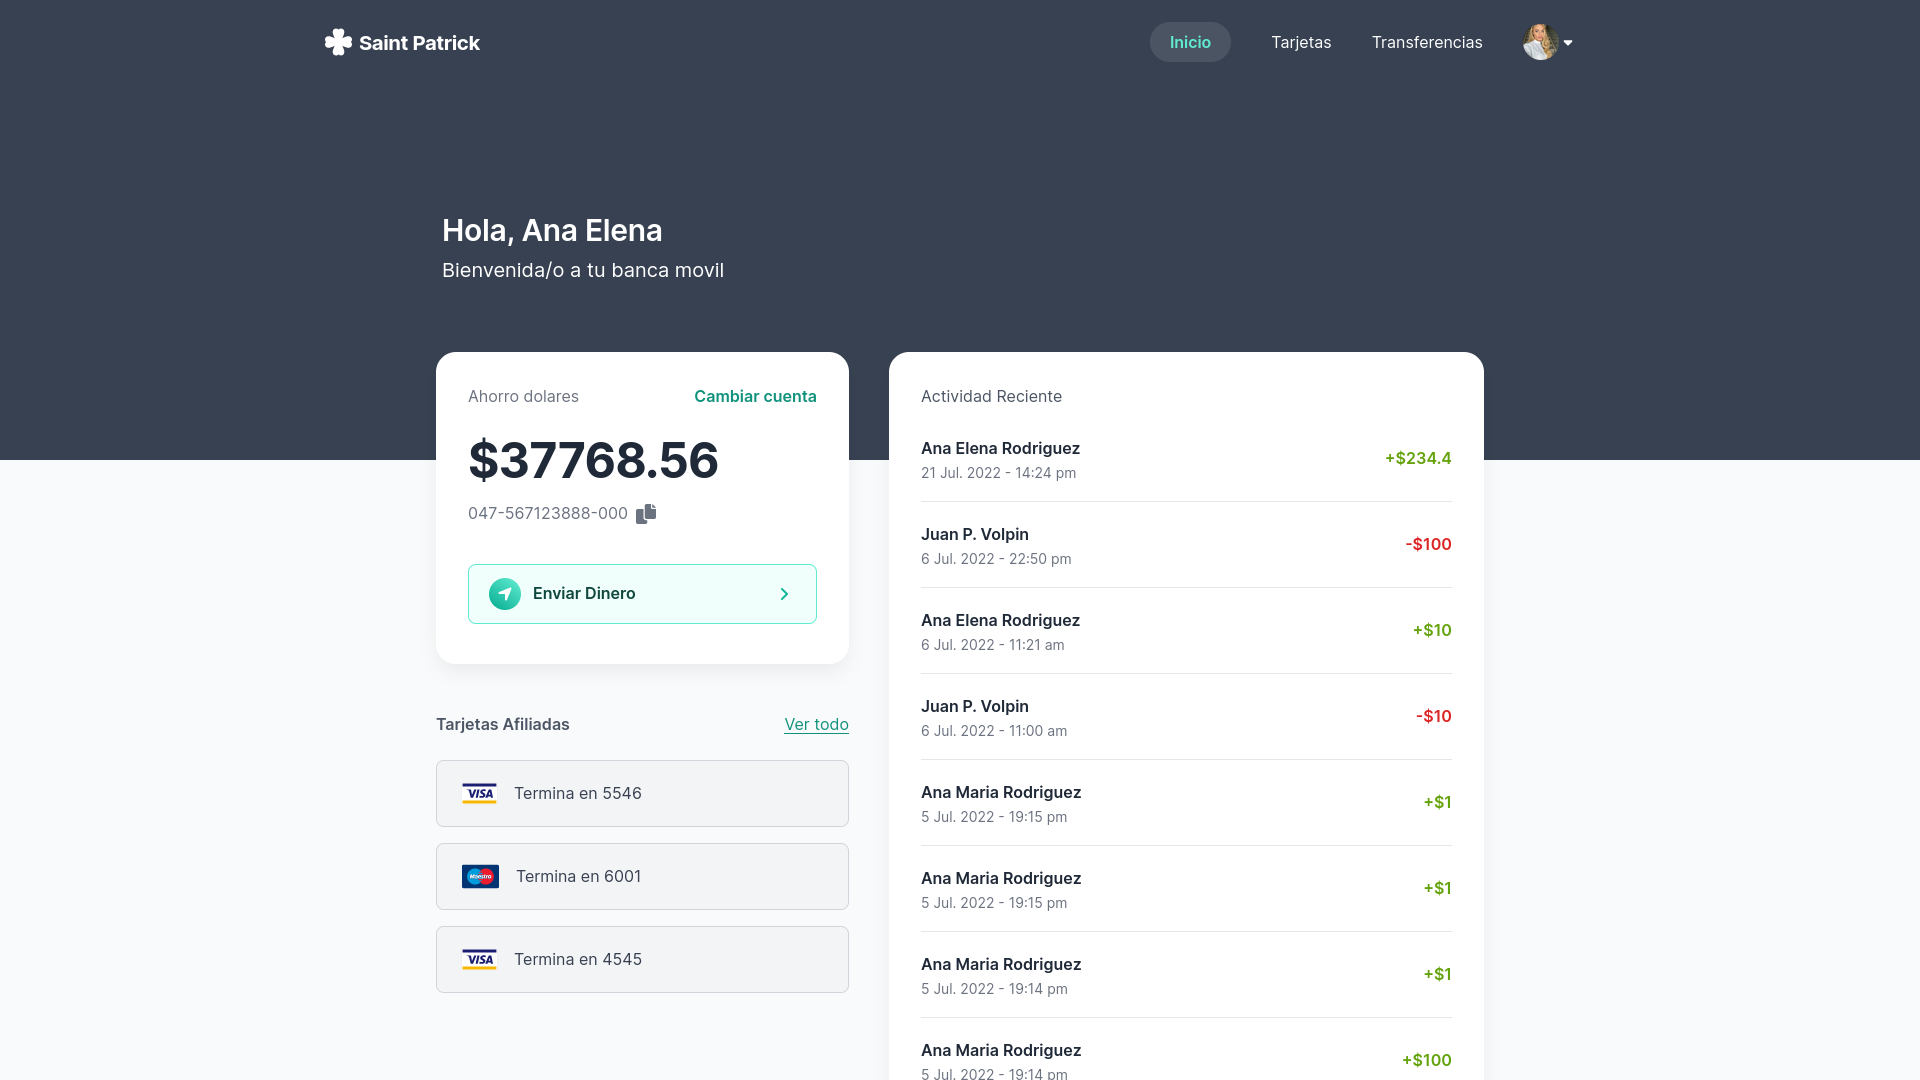 Saint Patrick
Inicio
Tarjetas
Transferencias
Hola, Ana Elena
Bienvenida/o a tu banca movil
Ahorro dolares
Cambiar cuenta
$37768.56
047-567123888-000
Enviar Dinero
Tarjetas Afiliadas
Ver todo
VISA
Termina en 5546
Maestro
Termina en 6001
VISA
Termina en 4545
Actividad Reciente
Ana Elena Rodriguez
+$234.4
21 Jul. 2022 - 14:24 pm
Juan P. Volpin
-$100
6 Jul. 2022 - 22:50 pm
Ana Elena Rodriguez
+$10
6 Jul. 2022 - 11:21 am
Juan P. Volpin
-$10
6 Jul. 2022 - 11:00 am
Ana Maria Rodriguez
+$1
5 Jul. 2022 - 19:15 pm
Ana Maria Rodriguez
+$1
5 Jul. 2022 - 19:15 pm
Ana Maria Rodriguez
+$1
5 Jul. 2022 - 19:14 pm
Ana Maria Rodriguez
+$100
5 Jul. 2022 - 19:14 pm